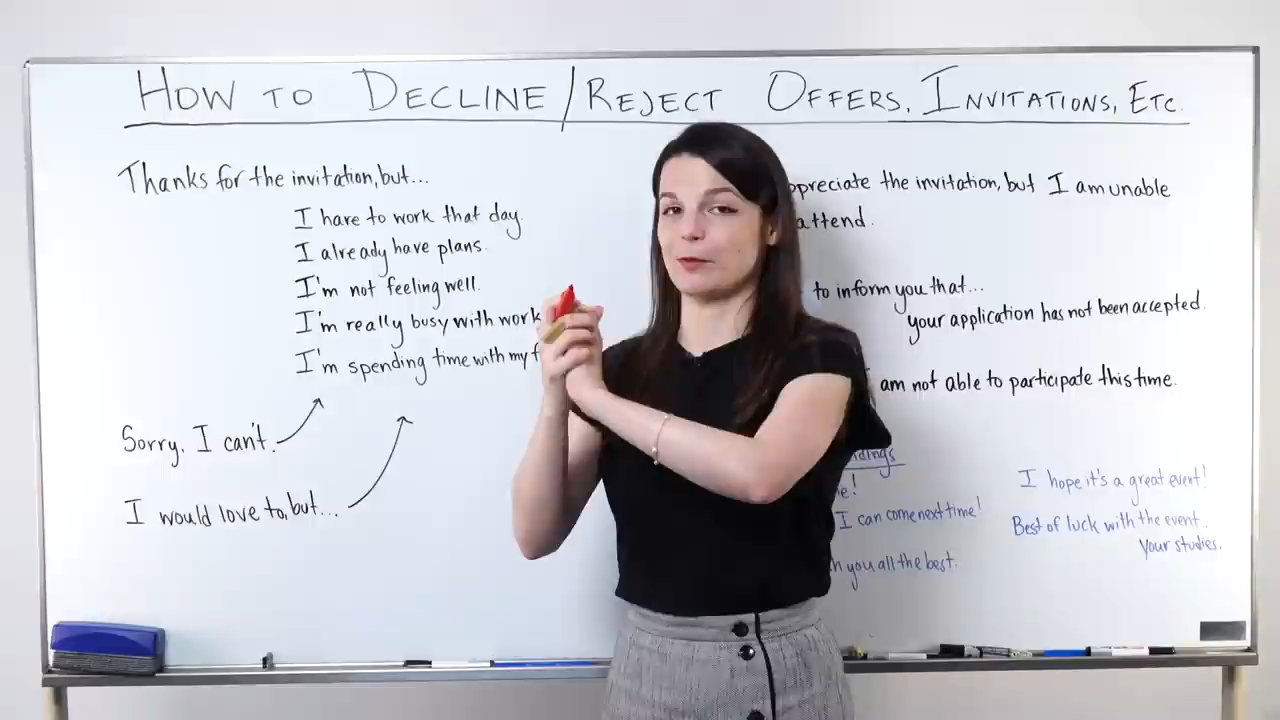 HOW TO DECLINE/REJECT OFFERS, INVITATIONS, ETC.
Thanks for the invitation, but...
I have to work that day.
I already have plans.
I'm not feeling well.
I'm really busy with work
I'm spending time with my
Sorry, I can't.
I would love to, but...
the invitation, but I am unable
attend.
to inform you that...
your application has not been accepted.
am not able to participate this time.
I can come next time!
you all the best.
I hope it's a great event!
Best of luck with the event.
your studies.